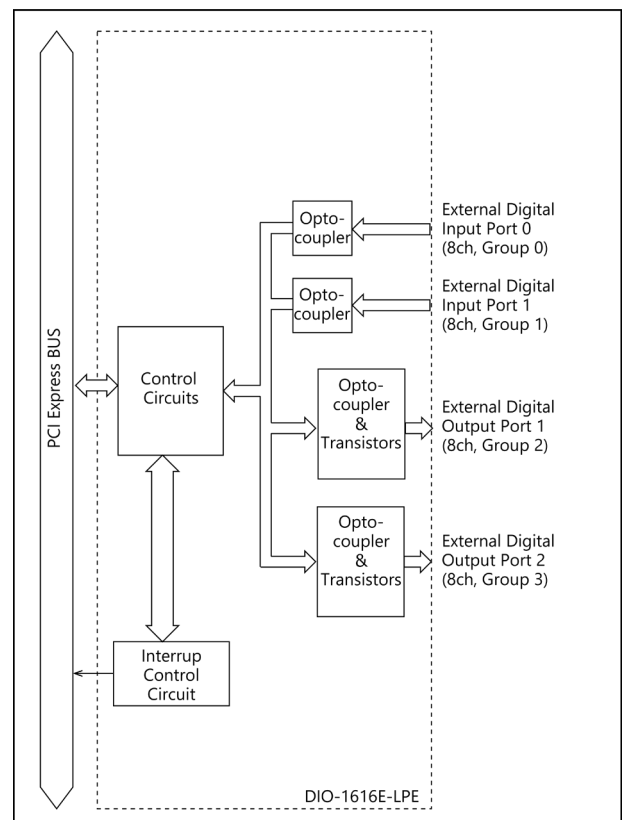 PCI Express BUS
Opto-
coupler
External Digital
Input Port 0
(8ch, Group 0)
Opto-
coupler
External Digital
Input Port 1
(8ch, Group 1)
Control
Circuits
Opto-
coupler
&
Transistors
External Digital
Output Port 1
(8ch, Group 2)
Opto-
coupler
&
Transistors
External Digital
Output Port 2
(8ch, Group 3)
Interrup
Control
Circuit
DIO-1616E-LPE